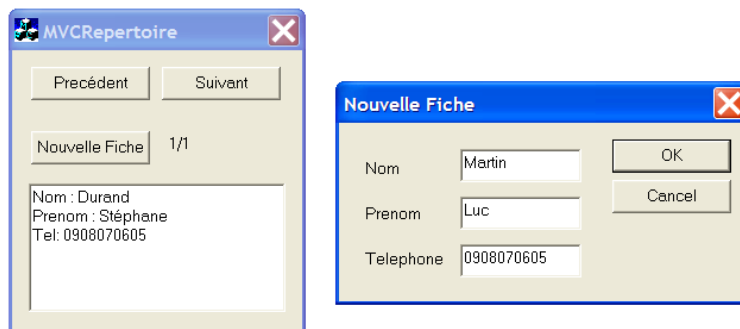 MVCRepertoire
Precédent Suivant
Nouvelle Fiche 1/1
Nom : Durand
Prenom : Stéphane
Tel: 0908070605
Nouvelle Fiche
Nom Martin OK
Cancel
Prenom Luc
Telephone 0908070605